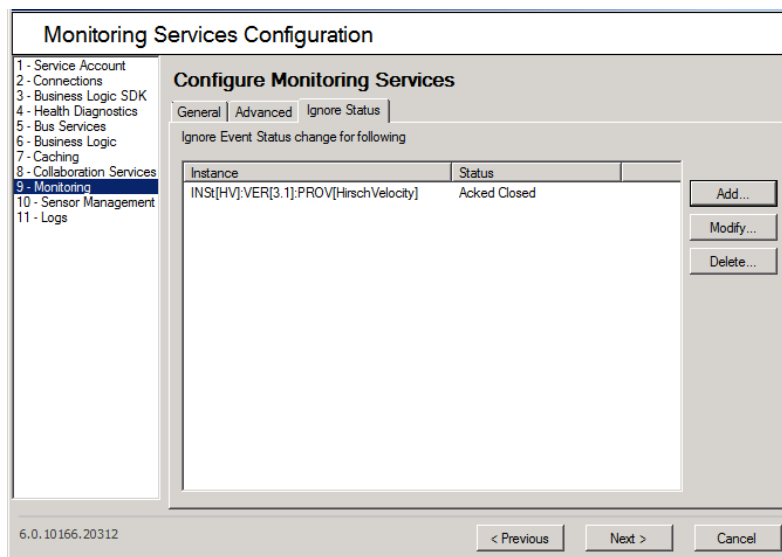 Monitoring Services Configuration
1 - Service Account
2 - Connections
3 - Business Logic SDK
4 - Health Diagnostics
5 - Bus Services
6 - Business Logic
7 - Caching
8 - Collaboration Services
9 - Monitoring
10 - Sensor Management
11 - Logs
Configure Monitoring Services
General Advanced Ignore Status
Ignore Event Status change for following
Instance Status
INSt[HV]:VER[3.1]:PROV[HirschVelocity] Acked Closed
Add...
Modify...
Delete...
6.0.10166.20312
< Previous Next > Cancel